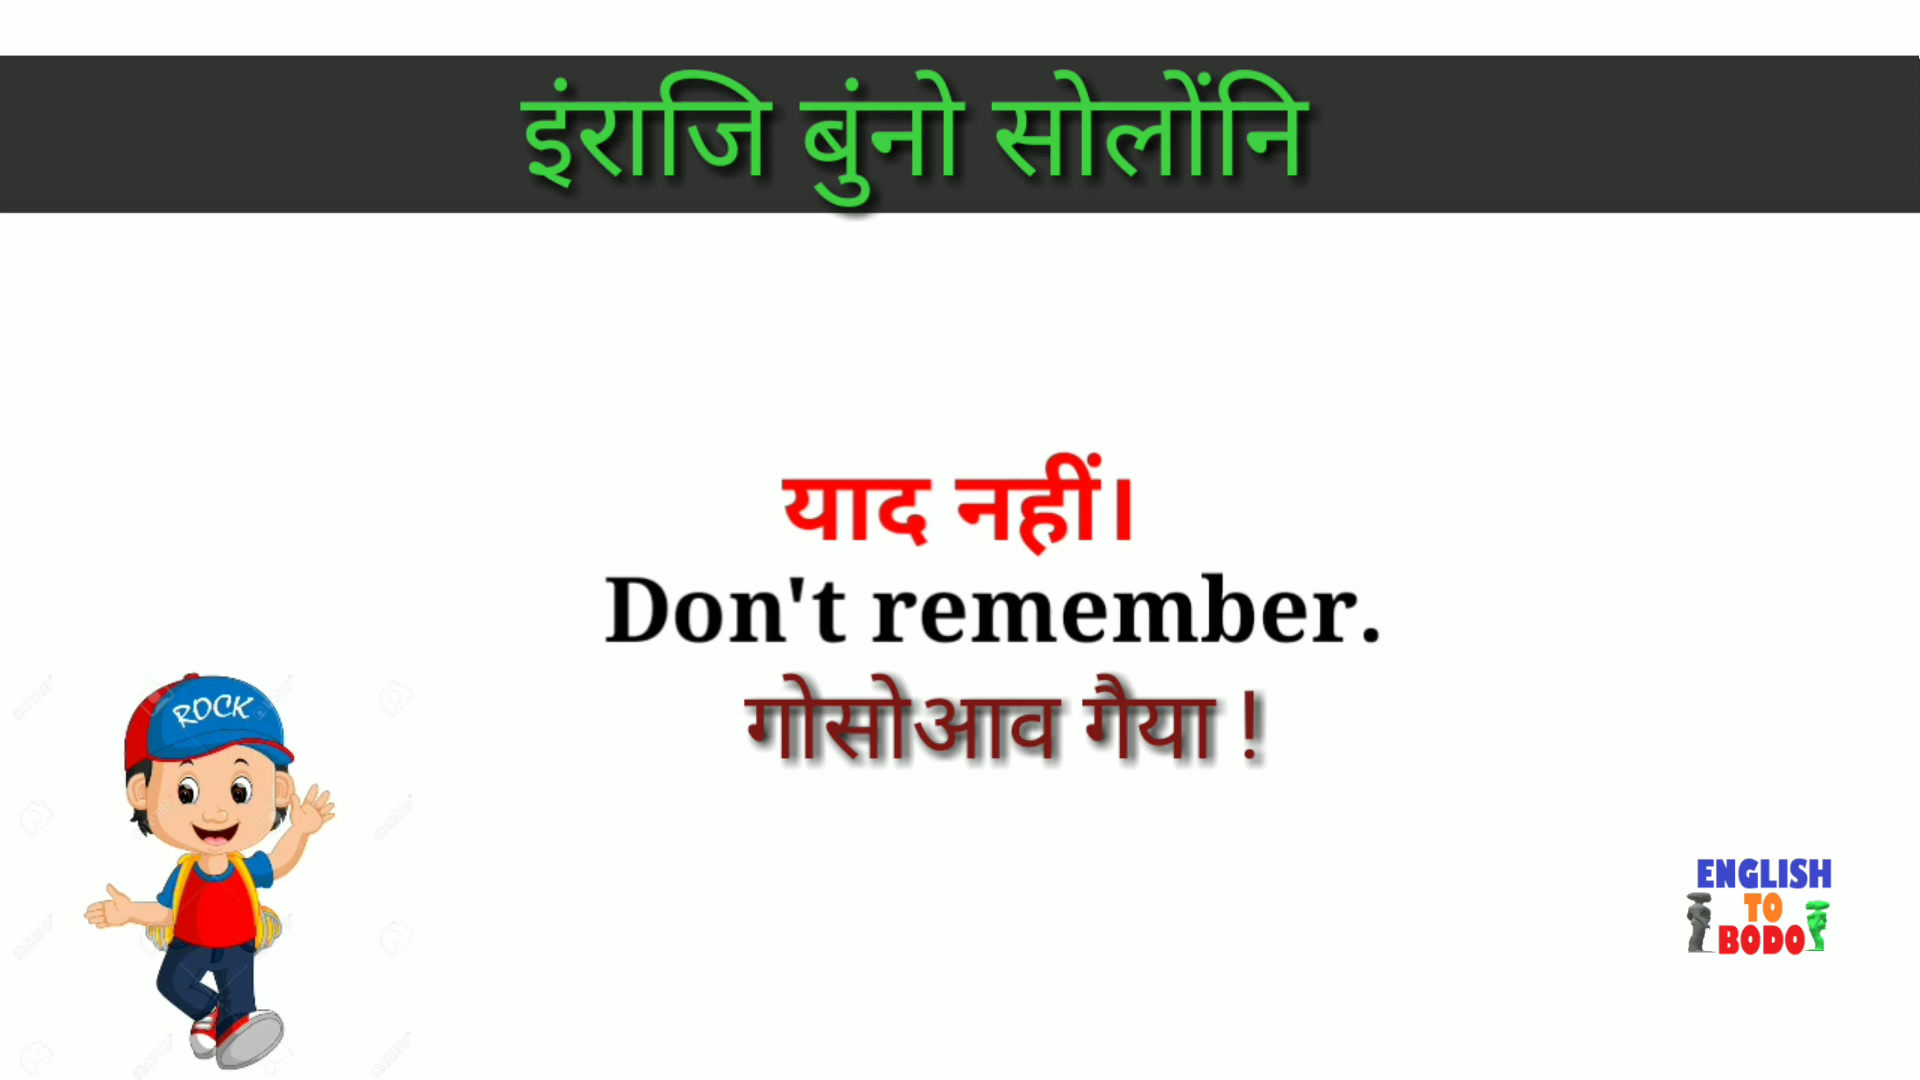 इंराजि बुंनो सोलोंनि
याद नहीं।
Don't remember.
गोसोआव गैया !
ROCK
ENGLISH
TO
BODO